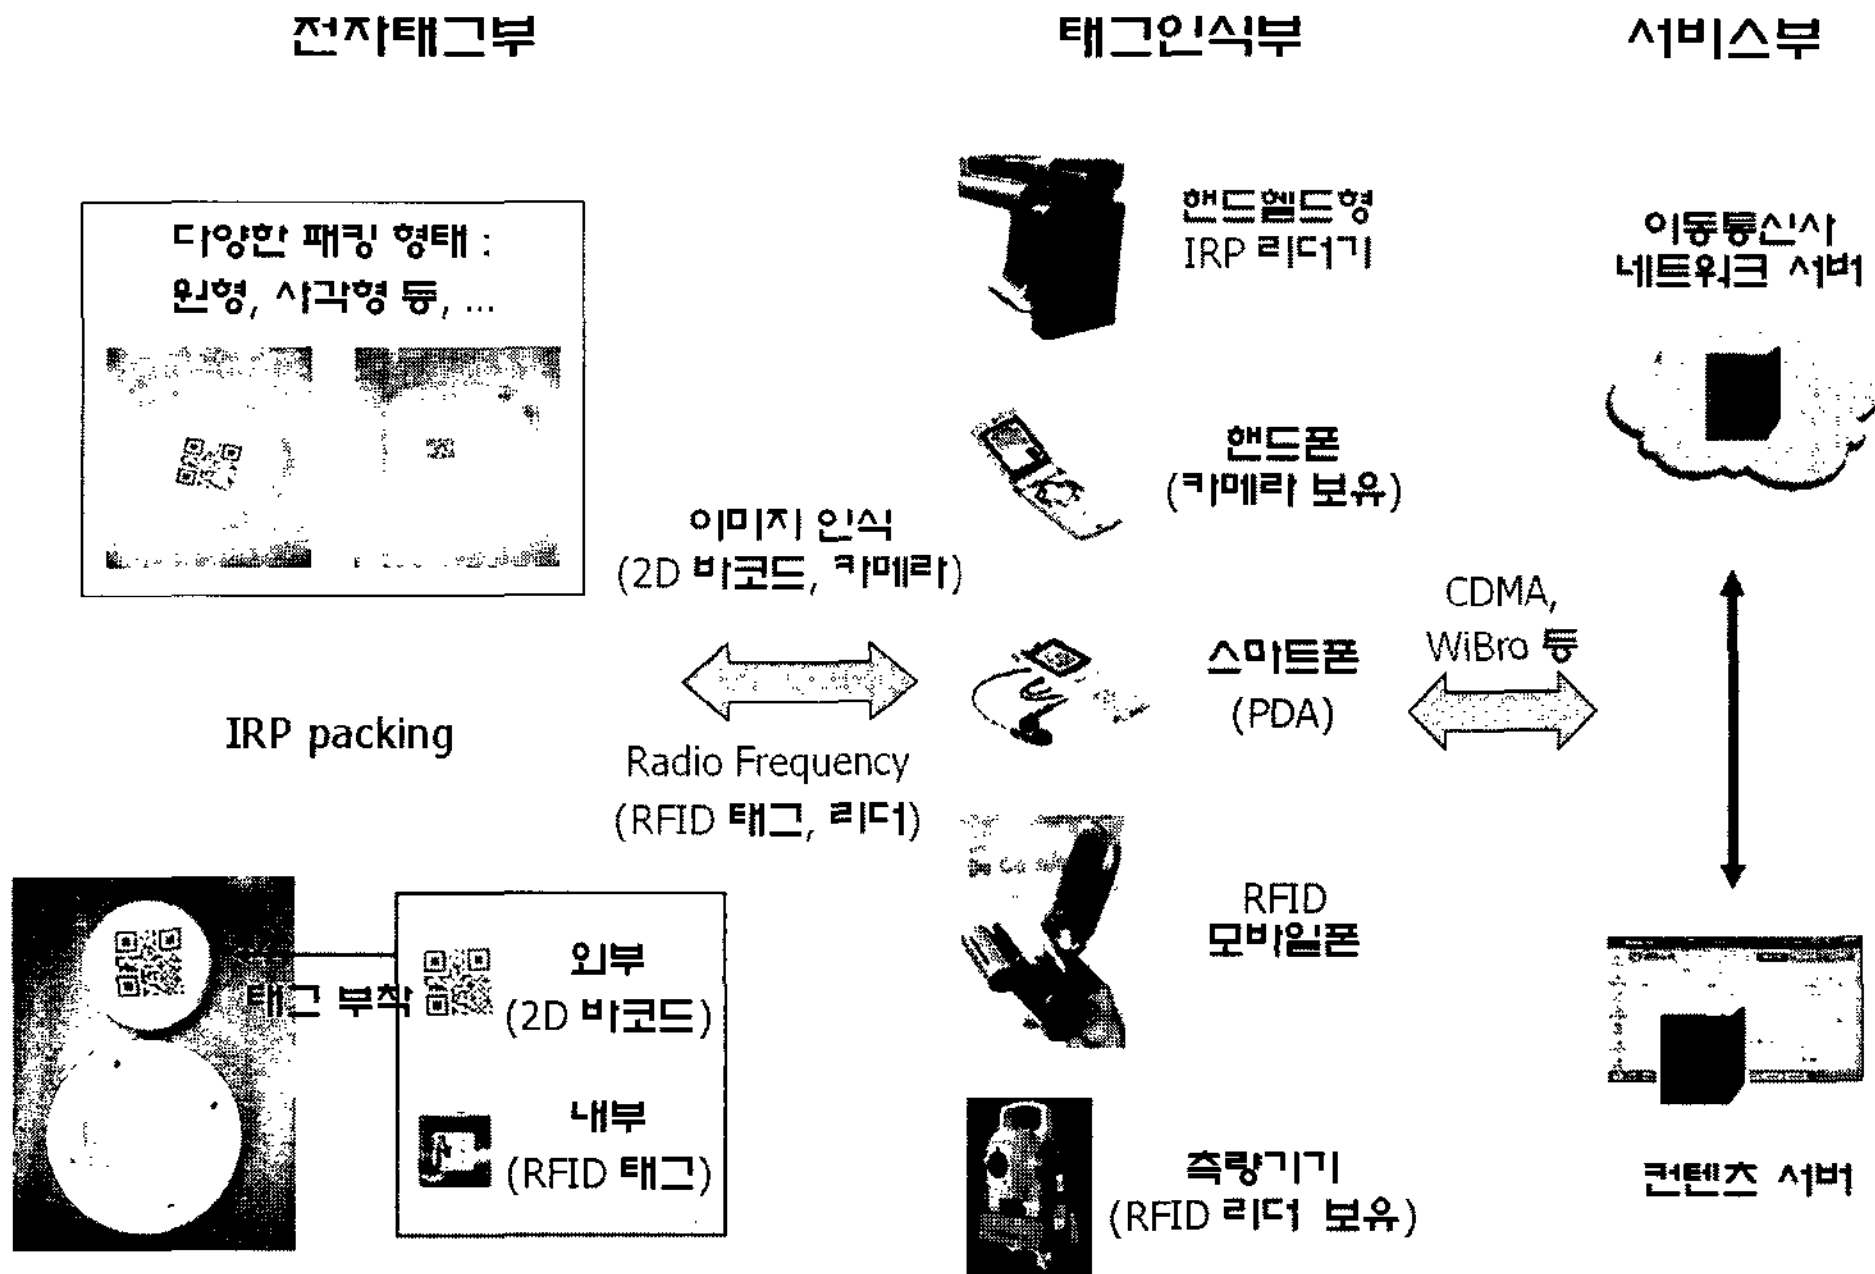 전자태그부
태그인식부
서비스부
다양한 패킹 형태 :
원형, 사각형 등, ...
IRP packing
태그 부착
외부
(2D 바코드)
내부
(RFID 태그)
이미지 인식
(2D 바코드, 카메라)
Radio Frequency
(RFID 태그, 리더)
핸드헬드형
IRP 리더기
핸드폰
(카메라 보유)
스마트폰
(PDA)
RFID
모바일폰
측량기기
(RFID 리더 보유)
CDMA,
WiBro 등
이동통신사
네트워크 서버
컨텐츠 서버